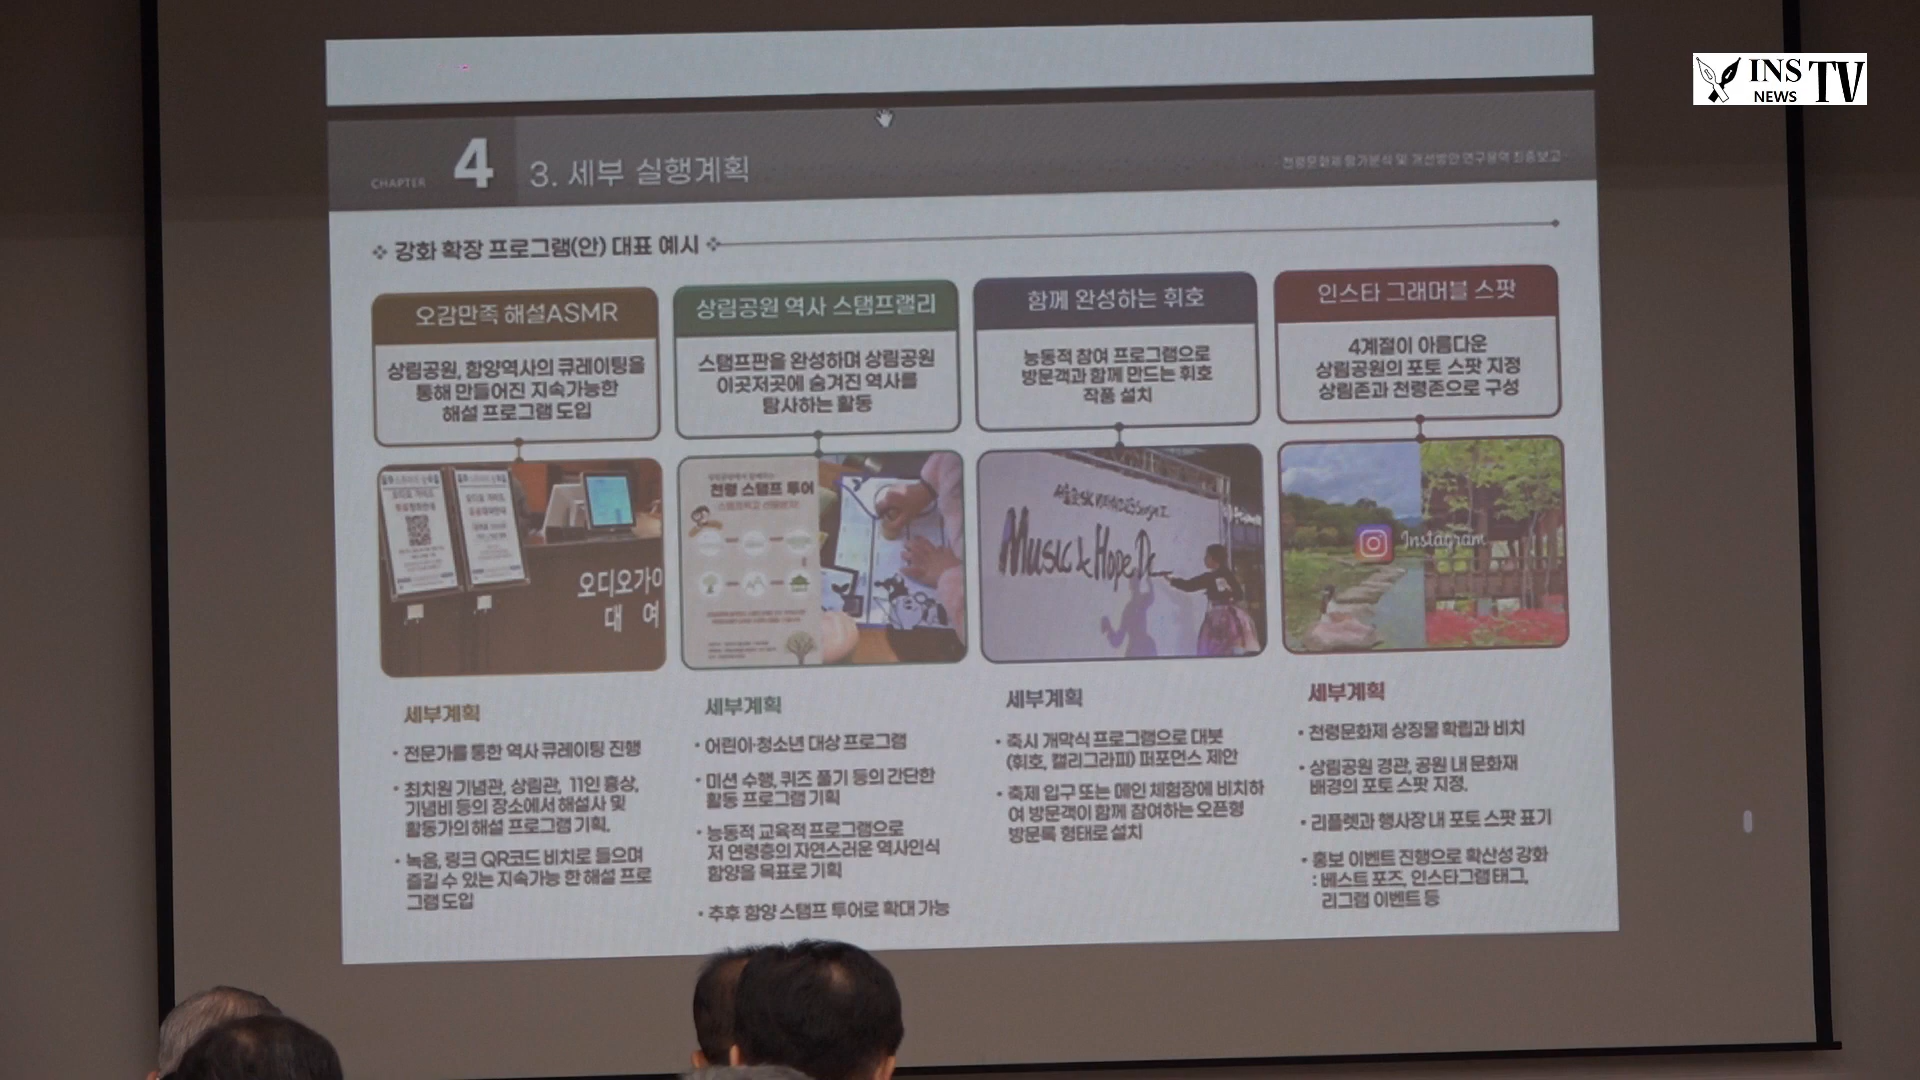 INS
NEWS
TV
CHAPTER 4
3. 세부 실행계획
천령문화제 평가분석 및 개선방안 연구용역 최종보고
강화 확장 프로그램(안) 대표 예시
오감만족 해설ASMR
상림공원, 함양역사의 큐레이팅을
통해 만들어진 지속가능한
해설 프로그램 도입
오디오가이
대 여
세부계획
• 전문가를 통한 역사 큐레이팅 진행
• 최치원 기념관, 상림관, 11인 흉상,
기념비 등의 장소에서 해설사 및
활동가의 해설 프로그램 기획.
• 녹음, 링크 QR코드 비치로 들으며
즐길 수 있는 지속가능 한 해설 프로
그램 도입
상림공원 역사 스탬프랠리
스탬프판을 완성하며 상림공원
이곳저곳에 숨겨진 역사를
탐사하는 활동
천령 스탬프 투어
세부계획
• 어린이·청소년 대상 프로그램
• 미션 수행, 퀴즈 풀기 등의 간단한
활동 프로그램 기획
• 능동적 교육적 프로그램으로
저 연령층의 자연스러운 역사인식
함양을 목표로 기획
• 추후 함양 스탬프 투어로 확대 가능
함께 완성하는 휘호
능동적 참여 프로그램으로
방문객과 함께 만드는 휘호
작품 설치
Music & Hope De
세부계획
• 축시 개막식 프로그램으로 대붓
(휘호, 캘리그라피) 퍼포먼스 제안
• 축제 입구 또는 메인 체험장에 비치하
여 방문객이 함께 참여하는 오픈형
방문록 형태로 설치
인스타 그래머블 스팟
4계절이 아름다운
상림공원의 포토 스팟 지정
상림존과 천령존으로 구성
Instagram
세부계획
• 천령문화제 상징물 확립과 비치
• 상림공원 경관, 공원 내 문화재
배경의 포토 스팟 지정.
• 리플렛과 행사장 내 포토 스팟 표기
• 홍보 이벤트 진행으로 확산성 강화
: 베스트 포즈, 인스타그램 태그,
리그램 이벤트 등